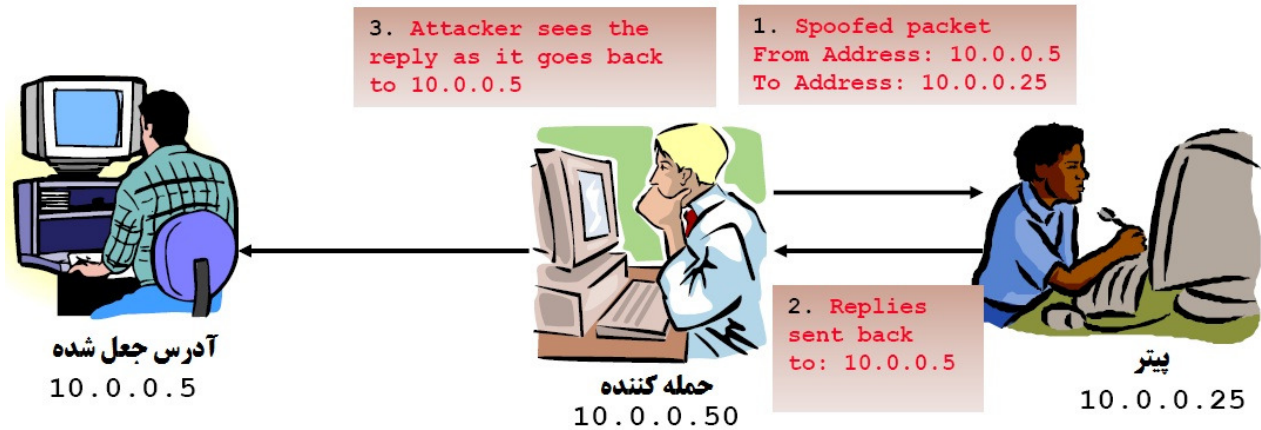 3. Attacker sees the
reply as it goes back
to 10.0.0.5
1. Spoofed packet
From Address: 10.0.0.5
To Address: 10.0.0.25
2. Replies
sent back
to: 10.0.0.5
آدرس جعل شده
10.0.0.5
حمله کننده
10.0.0.50
پیتر
10.0.0.25